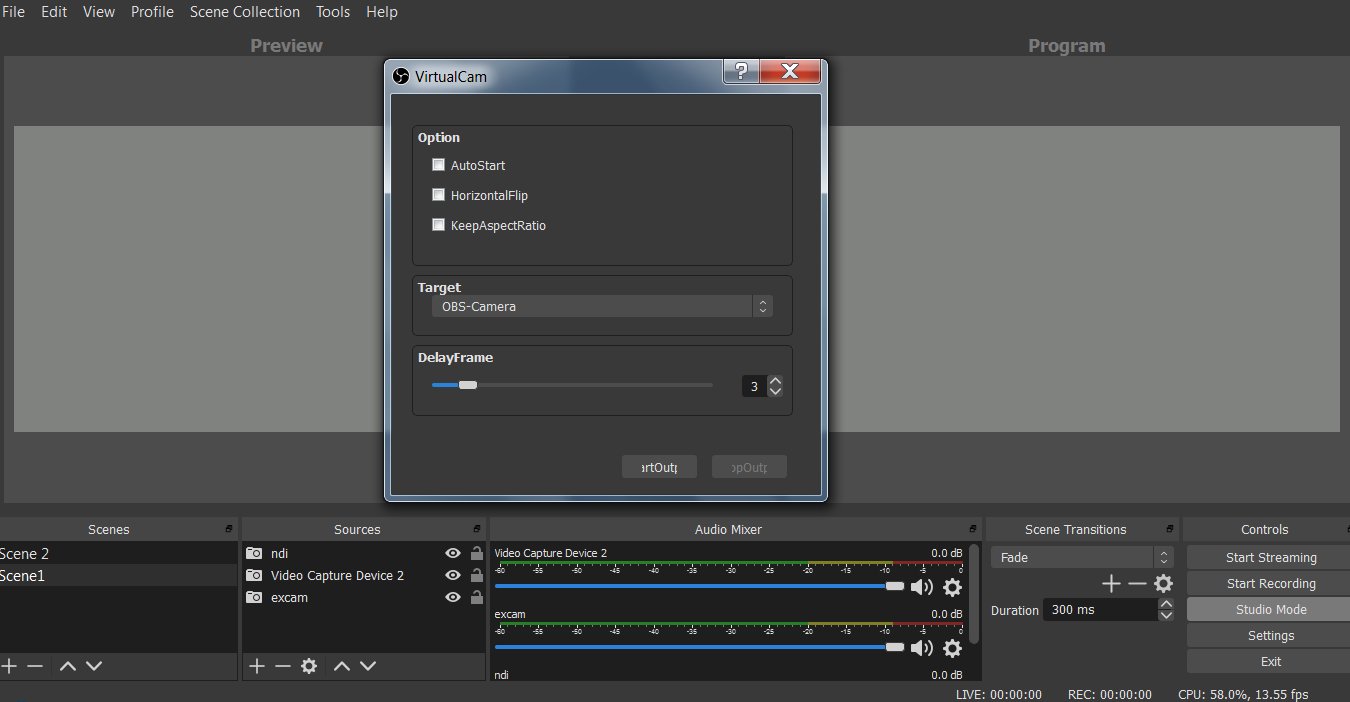 File Edit View Profile Scene Collection Tools Help
Preview
Program
VirtualCam
Option
AutoStart
HorizontalFlip
KeepAspectRatio
Target
OBS-Camera
DelayFrame
3
artOutp
opOutp
Scenes
Scene 2
Scene1
Sources
ndi
Video Capture Device 2
excam
Audio Mixer
Video Capture Device 2 0.0 dB
-60 -55 -50 -45 -40 -35 -30 -25 -20 -15 -10 -5 0
excam 0.0 dB
-60 -55 -50 -45 -40 -35 -30 -25 -20 -15 -10 -5 0
ndi 0.0 dB
Scene Transitions
Fade
Duration 300 ms
Controls
Start Streaming
Start Recording
Studio Mode
Settings
Exit
LIVE: 00:00:00 REC: 00:00:00 CPU: 58.0%, 13.55 fps